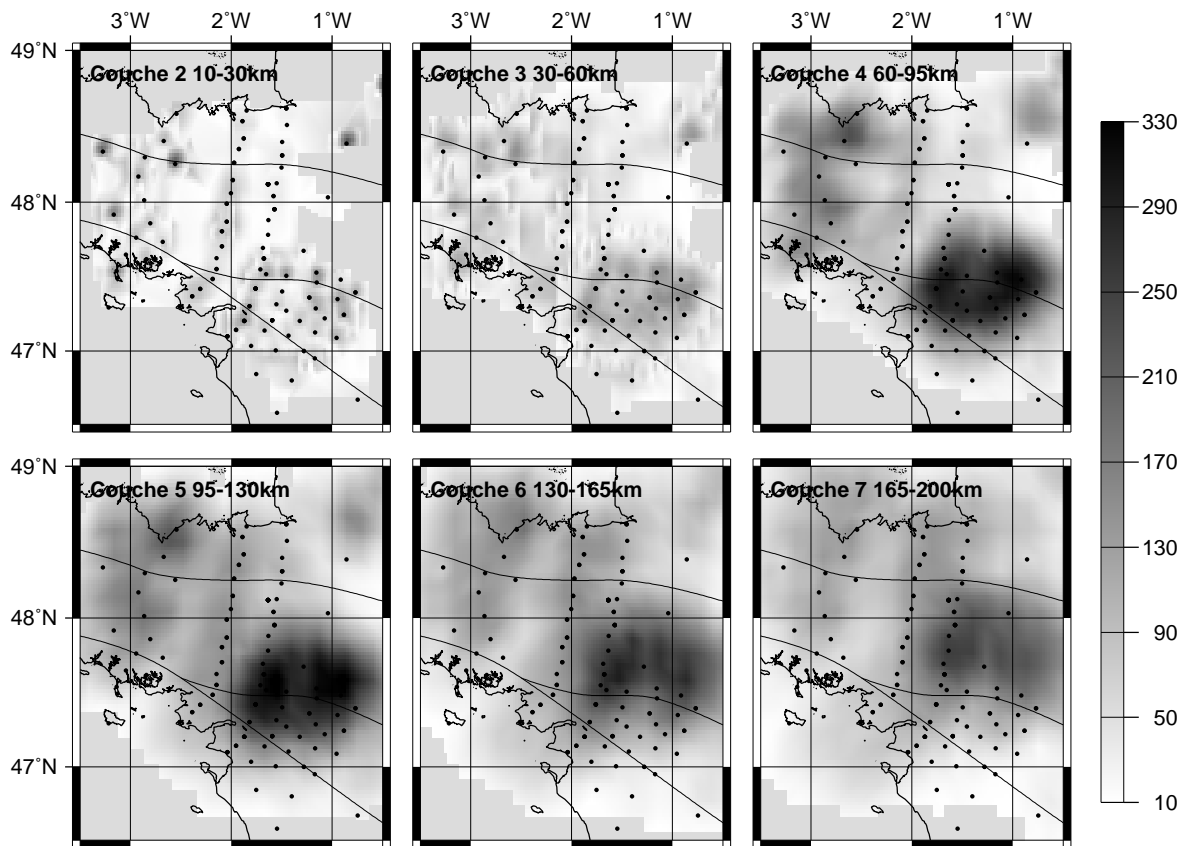 3˚W 2˚W 1˚W 3˚W 2˚W 1˚W 3˚W 2˚W 1˚W
49˚N
Couche 2 10-30km Couche 3 30-60km Couche 4 60-95km
48˚N
47˚N
49˚N
Couche 5 95-130km Couche 6 130-165km Couche 7 165-200km
48˚N
47˚N
330
290
250
210
170
130
90
50
10